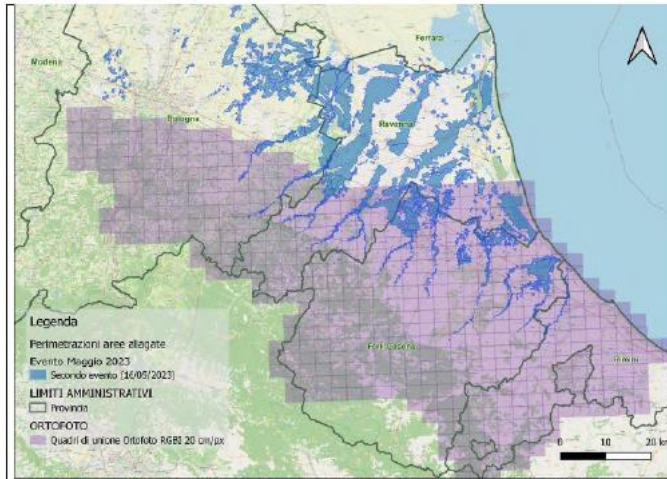 Ferrara
Modena
Bologna
Ravenna
Legenda
Perimetrazioni aree allagate
Evento Maggio 2023
Secondo evento (16/05/2023)
LIMITI AMMINISTRATIVI
Provincia
ORTOFOTO
Quadri di unione Ortofoto RGBI 20 cm/px
Forlì-Cesena
Rimini
0 10 20 km